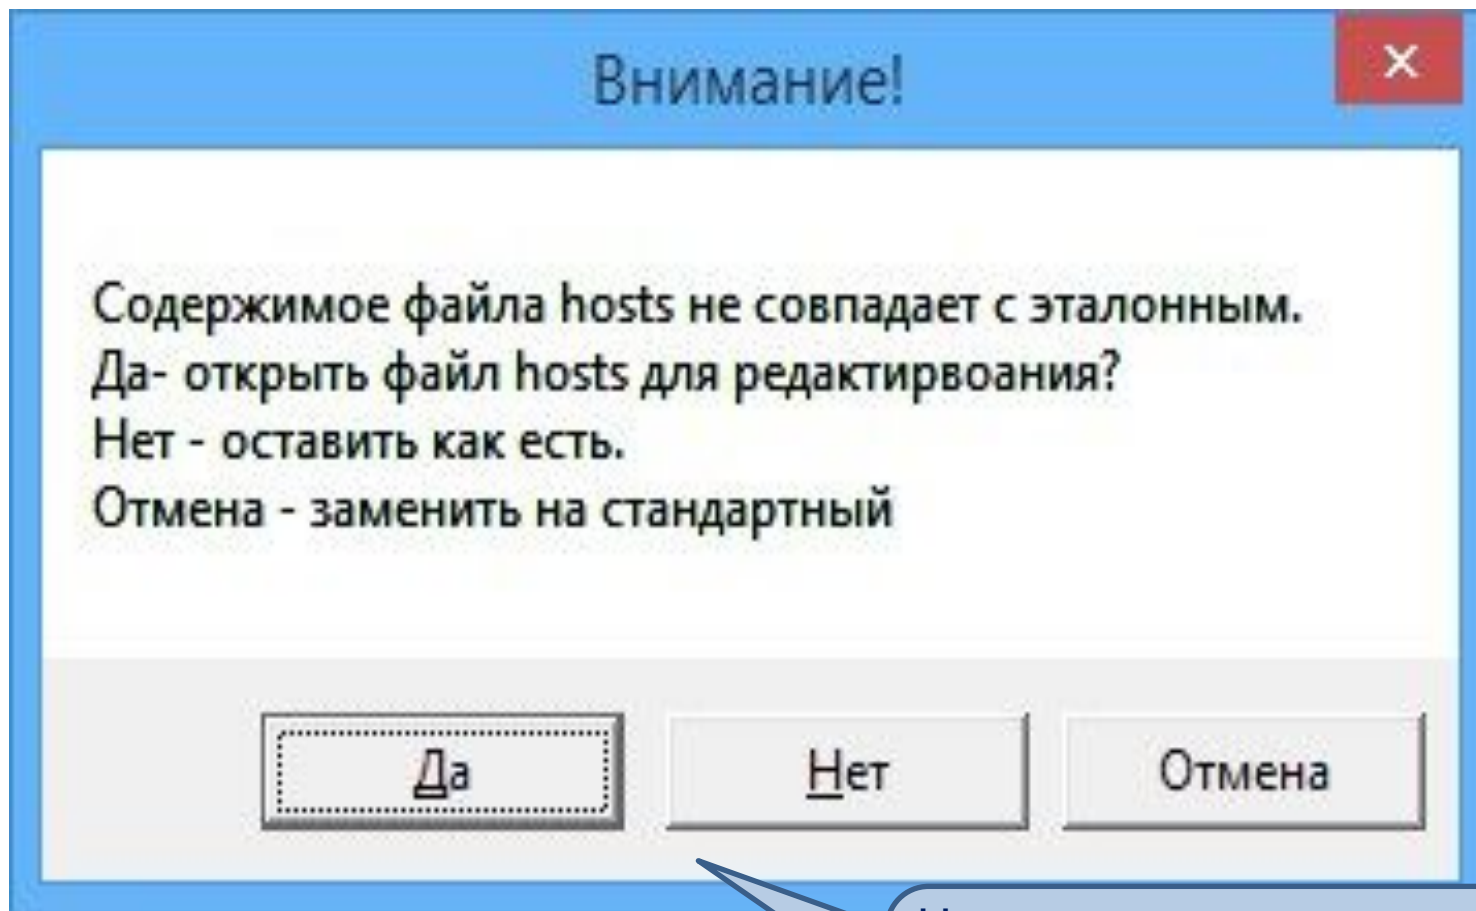 Внимание!
Содержимое файла hosts не совпадает с эталонным.
Да- открыть файл hosts для редактирвоания?
Нет - оставить как есть.
Отмена - заменить на стандартный
Да
Нет
Отмена